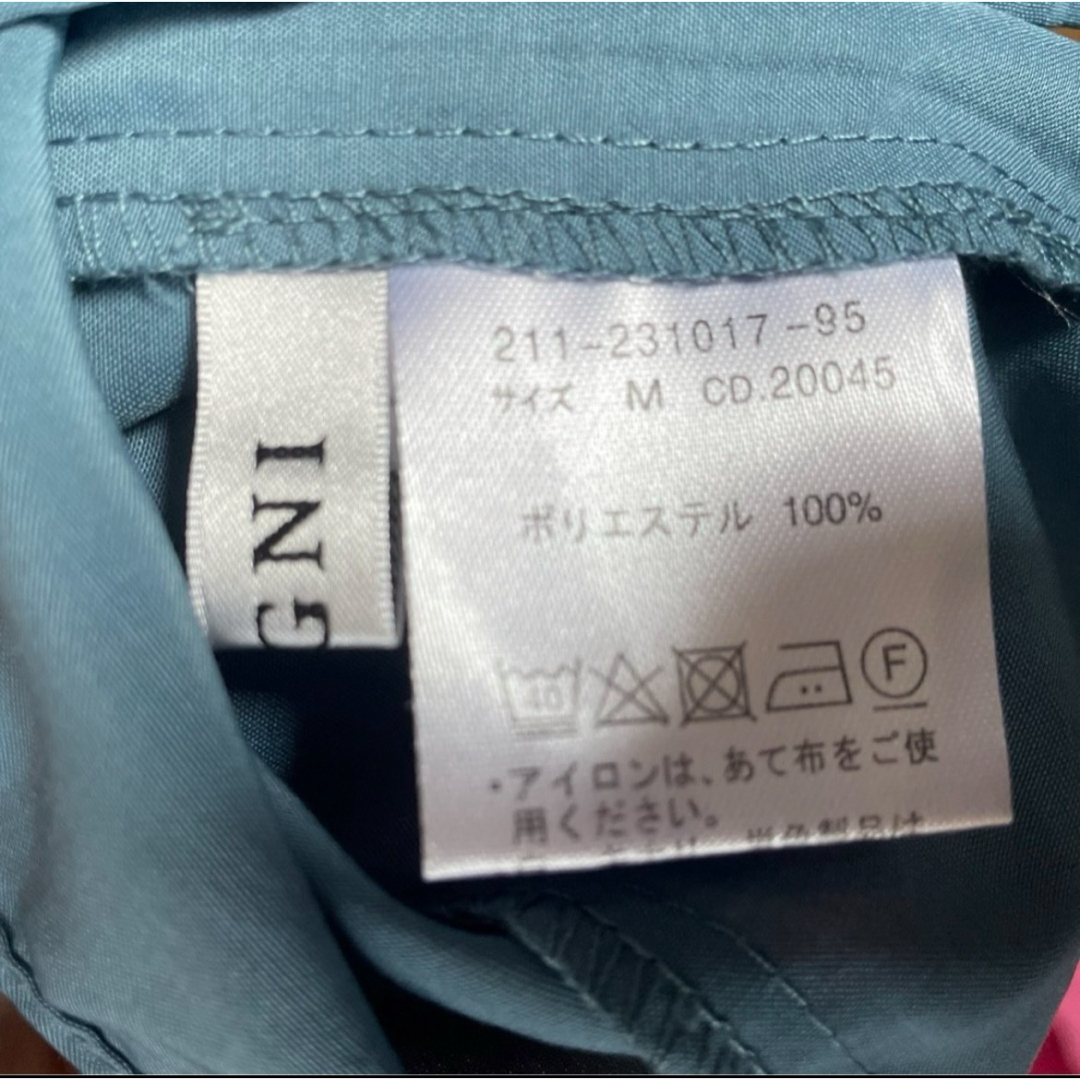 GNI
211-231017-95
サイズ M CD.20045
ポリエステル 100%
40 F
・アイロンは、あて布をご使
用ください。